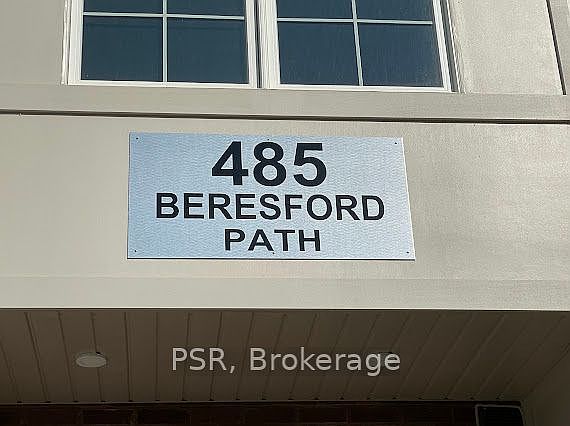 485
BERESFORD
PATH
PSR, Brokerage